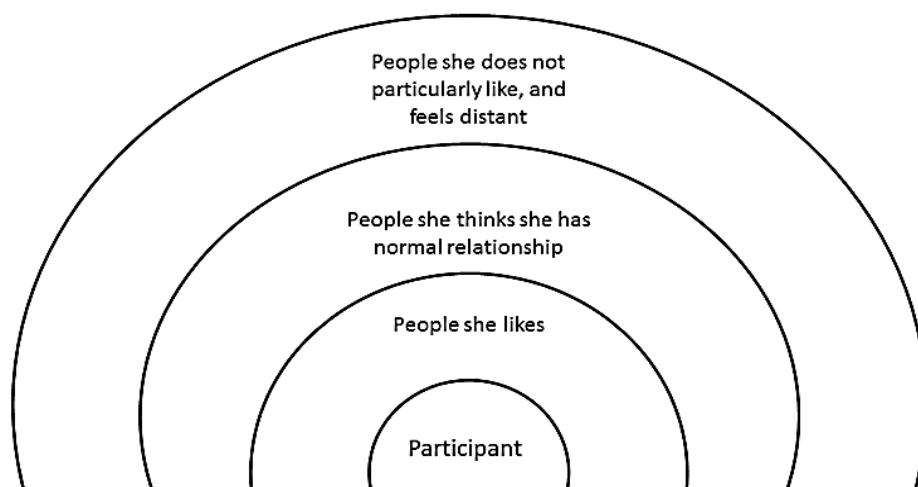 People she does not
particularly like, and
feels distant
People she thinks she has
normal relationship
People she likes
Participant